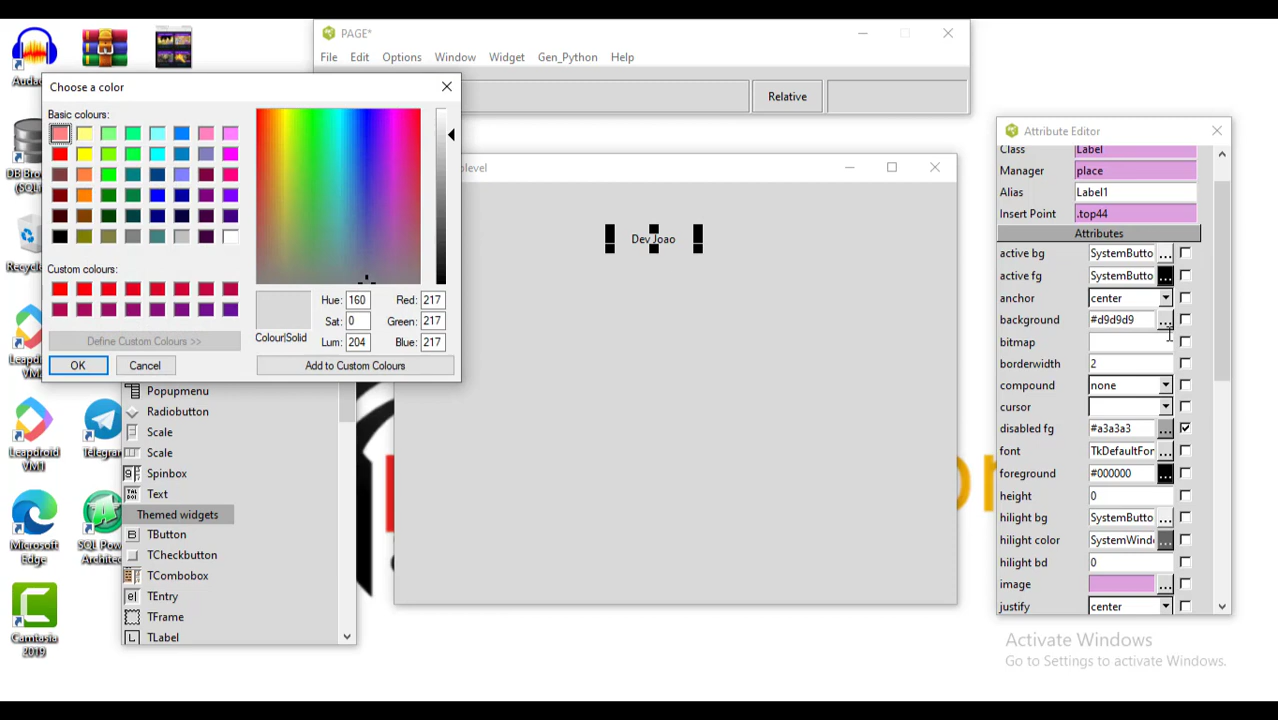 PAGE*
File Edit Options Window Widget Gen_Python Help
Relative
Choose a color
Basic colours:
Custom colours:
Define Custom Colours >>
OK
Cancel
Colour|Solid
Hue: 160
Sat: 0
Lum: 204
Red: 217
Green: 217
Blue: 217
Add to Custom Colours
Dev Joao
Popupmenu
Radiobutton
Scale
Scale
Spinbox
Text
Themed widgets
TButton
TCheckbutton
TCombobox
TEntry
TFrame
TLabel
Attribute Editor
Class Label
Manager place
Alias Label1
Insert Point .top44
Attributes
active bg SystemButto ...
active fg SystemButto ...
anchor center
background #d9d9d9 ...
bitmap
borderwidth 2
compound none
cursor
disabled fg #a3a3a3 ...
font TkDefaultFon ...
foreground #000000 ...
height 0
hilight bg SystemButto ...
hilight color SystemWind ...
hilight bd 0
image ...
justify center
Telegram
Leapdroid
VM1
Microsoft
Edge
SQL Pow
Architec
Camtasia
2019
Activate Windows
Go to Settings to activate Windows.